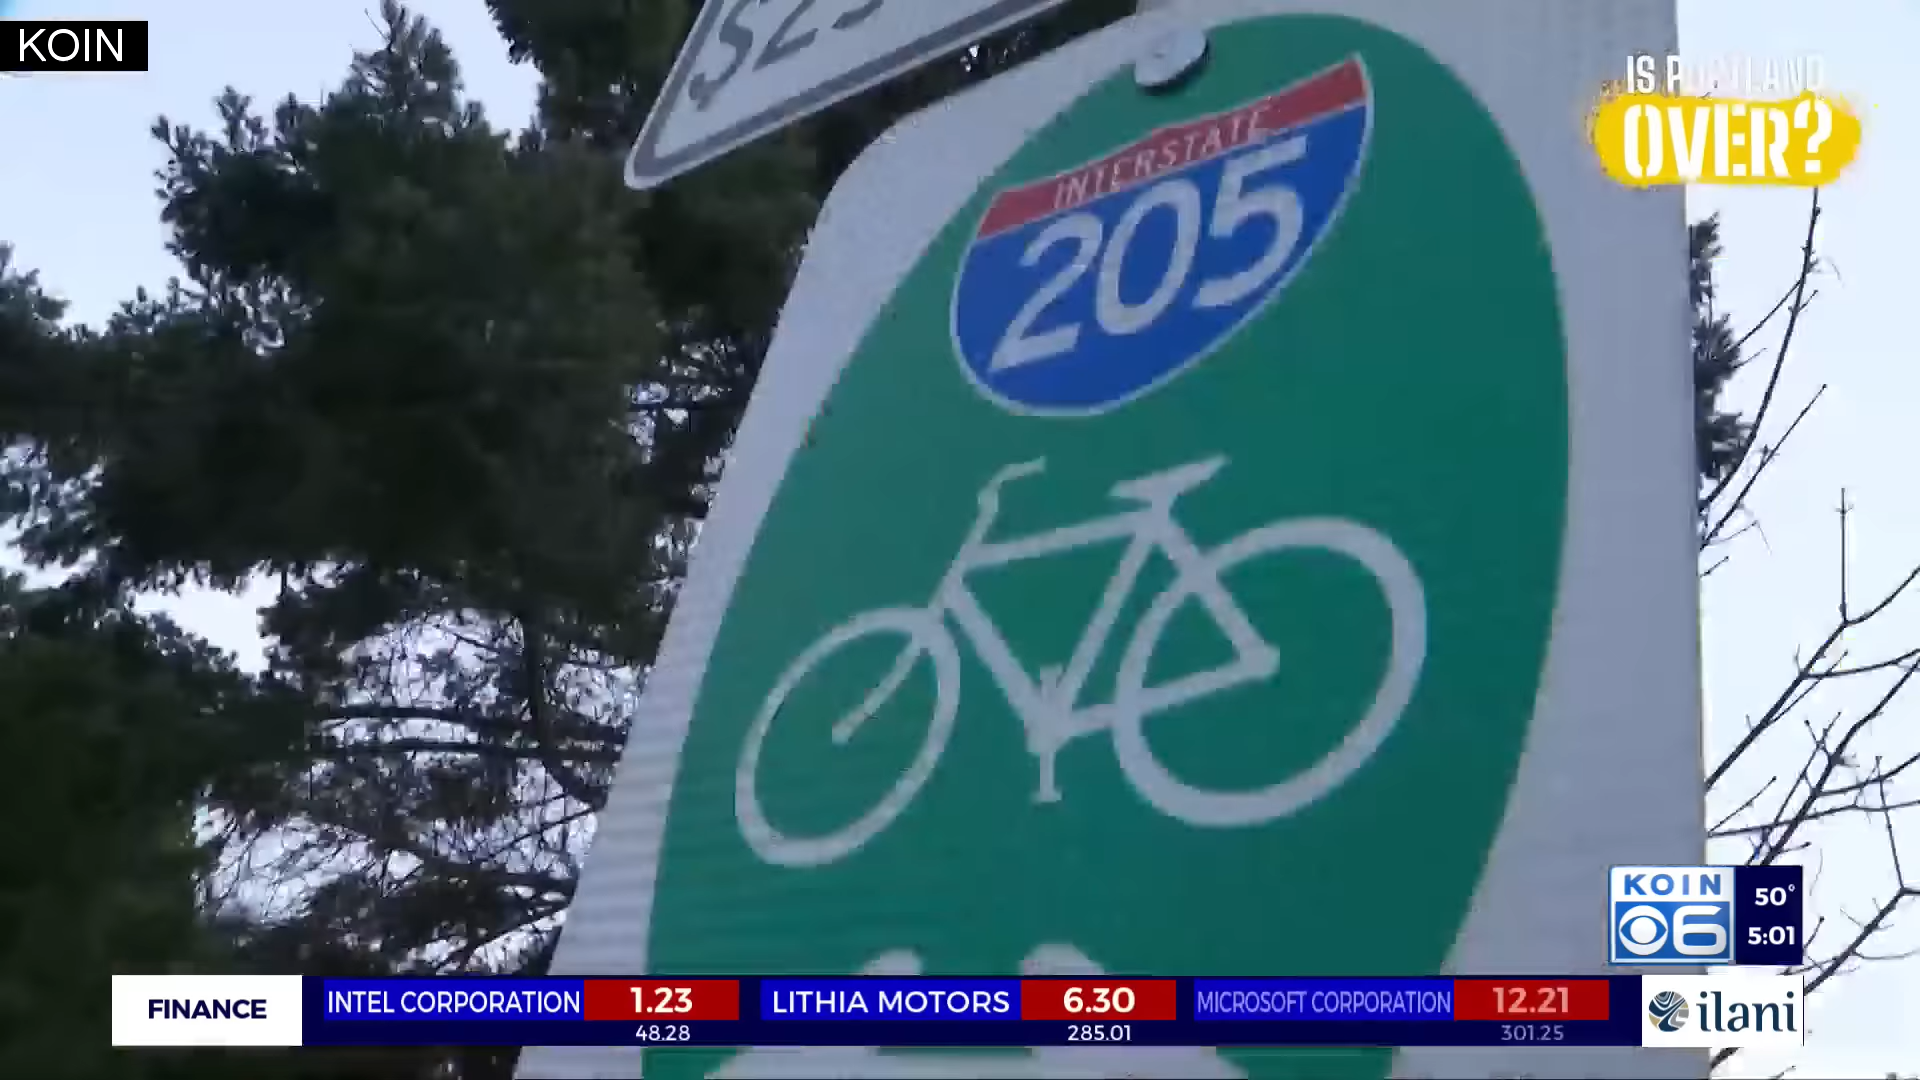 KOIN
IS PORTLAND
OVER?
INTERSTATE
205
KOIN
6
50°
5:01
FINANCE
INTEL CORPORATION
1.23
48.28
LITHIA MOTORS
6.30
285.01
MICROSOFT CORPORATION
12.21
301.25
ilani